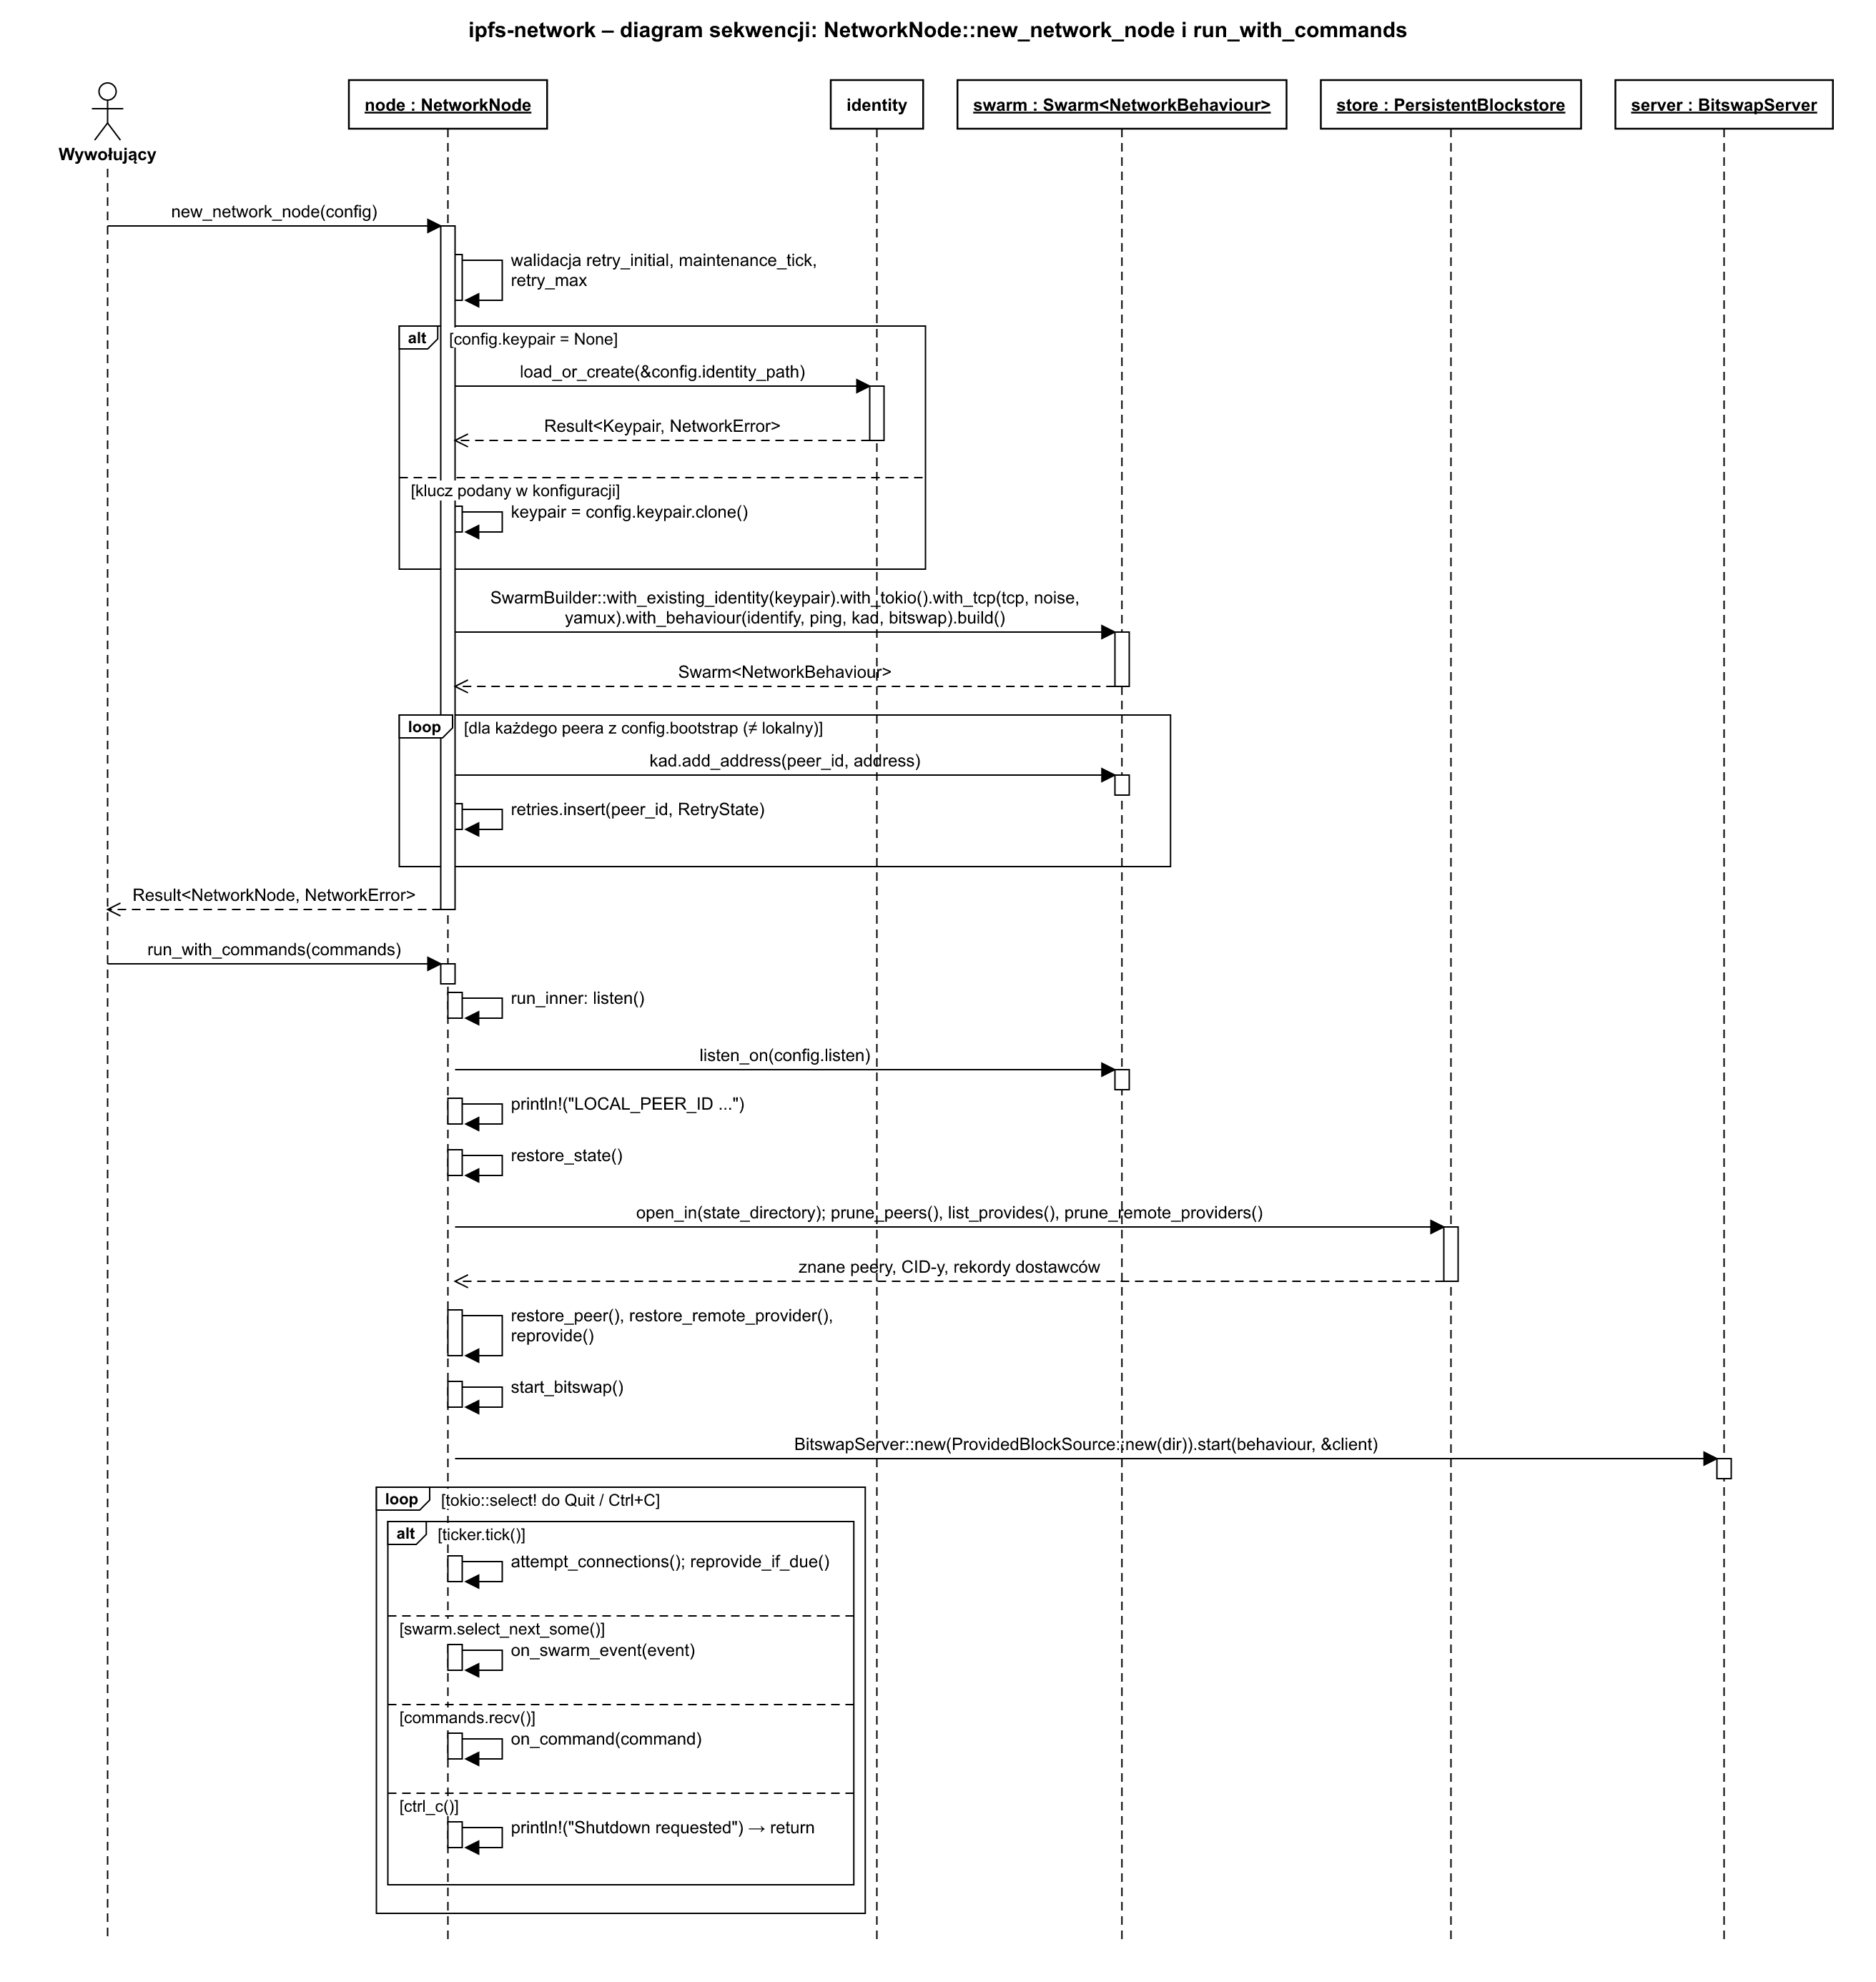 ipfs-network – diagram sekwencji: NetworkNode::new_network_node i run_with_commands
Wywołujący
node : NetworkNode
identity
swarm : Swarm<NetworkBehaviour>
store : PersistentBlockstore
server : BitswapServer
new_network_node(config)
walidacja retry_initial, maintenance_tick,
retry_max
alt
[config.keypair = None]
load_or_create(&config.identity_path)
Result<Keypair, NetworkError>
[klucz podany w konfiguracji]
keypair = config.keypair.clone()
SwarmBuilder::with_existing_identity(keypair).with_tokio().with_tcp(tcp, noise,
yamux).with_behaviour(identify, ping, kad, bitswap).build()
Swarm<NetworkBehaviour>
loop
[dla każdego peera z config.bootstrap (≠ lokalny)]
kad.add_address(peer_id, address)
retries.insert(peer_id, RetryState)
Result<NetworkNode, NetworkError>
run_with_commands(commands)
run_inner: listen()
listen_on(config.listen)
println!("LOCAL_PEER_ID ...")
restore_state()
open_in(state_directory); prune_peers(), list_provides(), prune_remote_providers()
znane peery, CID-y, rekordy dostawców
restore_peer(), restore_remote_provider(),
reprovide()
start_bitswap()
BitswapServer::new(ProvidedBlockSource::new(dir)).start(behaviour, &client)
loop
[tokio::select! do Quit / Ctrl+C]
alt
[ticker.tick()]
attempt_connections(); reprovide_if_due()
[swarm.select_next_some()]
on_swarm_event(event)
[commands.recv()]
on_command(command)
[ctrl_c()]
println!("Shutdown requested") → return